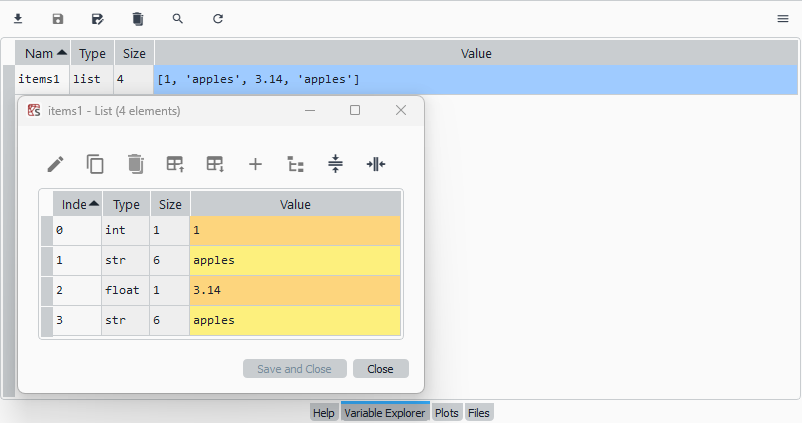 Nam Type Size Value
items1 list 4 [1, 'apples', 3.14, 'apples']
items1 - List (4 elements)
Inde Type Size Value
0 int 1 1
1 str 6 apples
2 float 1 3.14
3 str 6 apples
Save and Close Close
Help Variable Explorer Plots Files